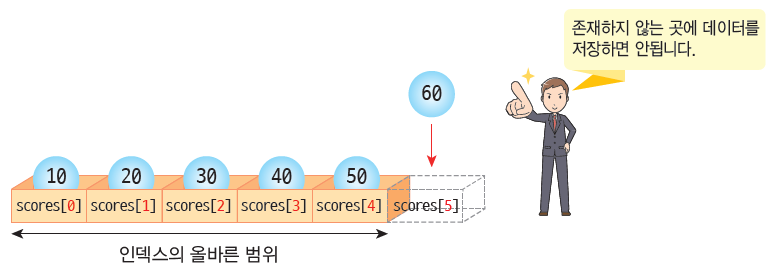 존재하지 않는 곳에 데이터를
저장하면 안됩니다.
60
10 20 30 40 50
scores[0] scores[1] scores[2] scores[3] scores[4] scores[5]
인덱스의 올바른 범위